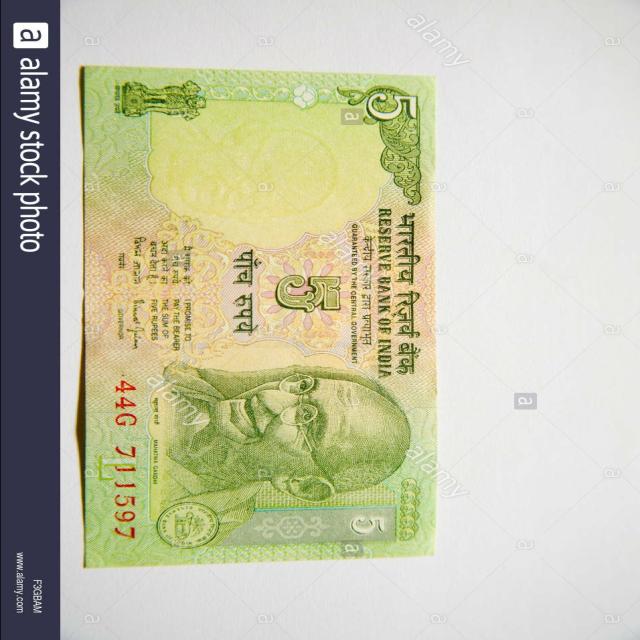 5
भारतीय रिज़र्व बैंक
RESERVE BANK OF INDIA
केन्द्रीय सरकार द्वारा प्रत्याभूत
GUARANTEED BY THE CENTRAL GOVERNMENT
5
पाँच रुपये
I PROMISE TO
PAY THE BEARER
THE SUM OF
FIVE RUPEES
GOVERNOR
MAHATMA GANDHI
5
44G 711597
a alamy stock photo
F3GBAM
www.alamy.com